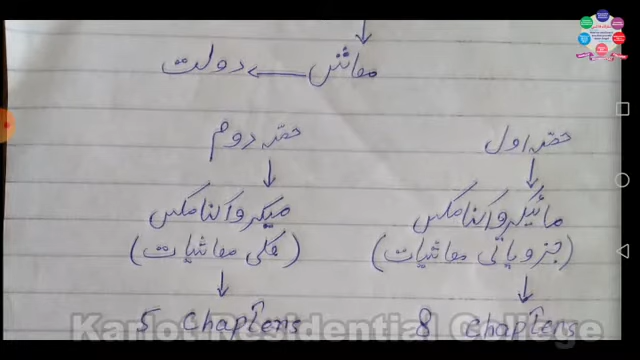 معاش ← دولت
حصہ اول
حصہ دوم
مائیکرو اکنامکس
میکرو اکنامکس
(جزویاتی معاشیات)
(کلی معاشیات)
8 chapters
5 chapters
Karlot Residential College